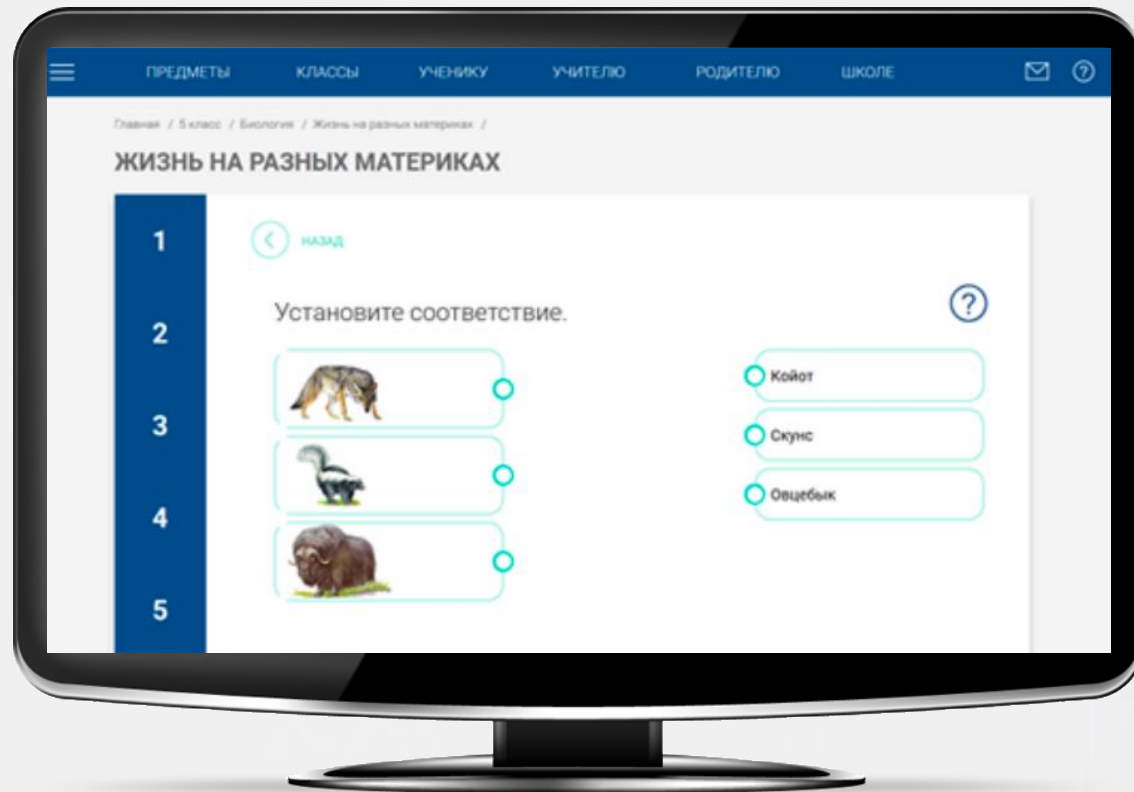 ПРЕДМЕТЫ КЛАССЫ УЧЕНИКУ УЧИТЕЛЮ РОДИТЕЛЮ ШКОЛЕ ?
Главная / 5 класс / Биология / Жизнь на разных материках /
ЖИЗНЬ НА РАЗНЫХ МАТЕРИКАХ
1
НАЗАД
2
Установите соответствие.
?
3
4
5
Койот
Скунс
Овцебык